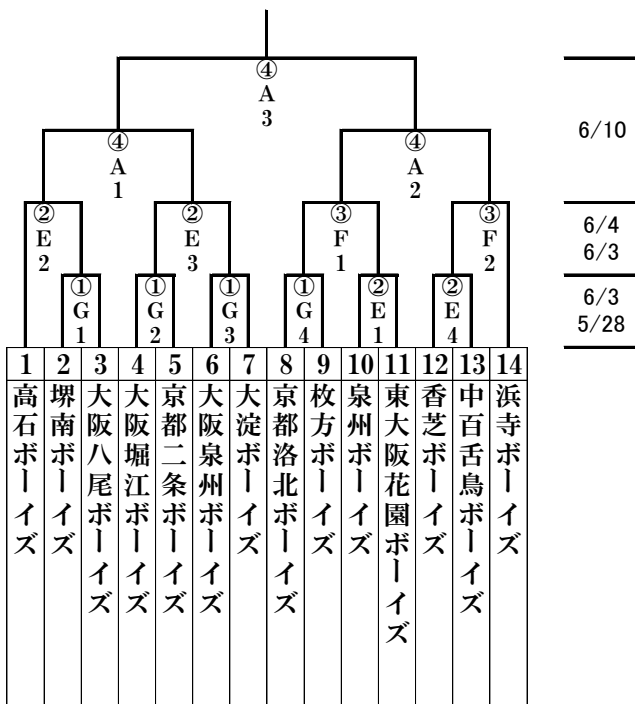 ④
A
3
6/10
④
A
1
④
A
2
②
E
2
②
E
3
③
F
1
③
F
2
6/4
6/3
①
G
1
①
G
2
①
G
3
①
G
4
②
E
1
②
E
4
6/3
5/28
1 2 3 4 5 6 7 8 9 10 11 12 13 14
高石ボーイズ
堺南ボーイズ
大阪八尾ボーイズ
大阪堀江ボーイズ
京都二条ボーイズ
大阪泉州ボーイズ
大淀ボーイズ
京都洛北ボーイズ
枚方ボーイズ
泉州ボーイズ
東大阪花園ボーイズ
香芝ボーイズ
中百舌鳥ボーイズ
浜寺ボーイズ